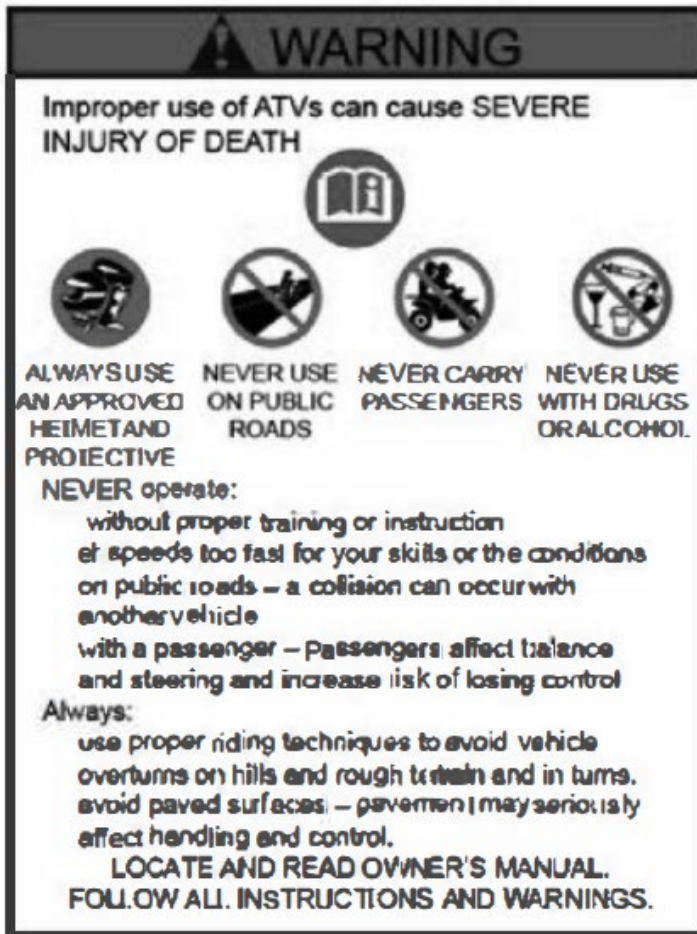 WARNING
Improper use of ATVs can cause SEVERE
INJURY OF DEATH
ALWAYS USE
AN APPROVED
HELMET AND
PROTECTIVE
NEVER USE
ON PUBLIC
ROADS
NEVER CARRY
PASSENGERS
NEVER USE
WITH DRUGS
OR ALCOHOL
NEVER operate:
without proper training or instruction
at speeds too fast for your skills or the conditions
on public roads – a collision can occur with
another vehicle
with a passenger – Passengers affect balance
and steering and increase risk of losing control
Always:
use proper riding techniques to avoid vehicle
overturns on hills and rough terrain and in turns.
avoid paved surfaces – pavement may seriously
affect handling and control.
LOCATE AND READ OWNER'S MANUAL.
FOLLOW ALL INSTRUCTIONS AND WARNINGS.